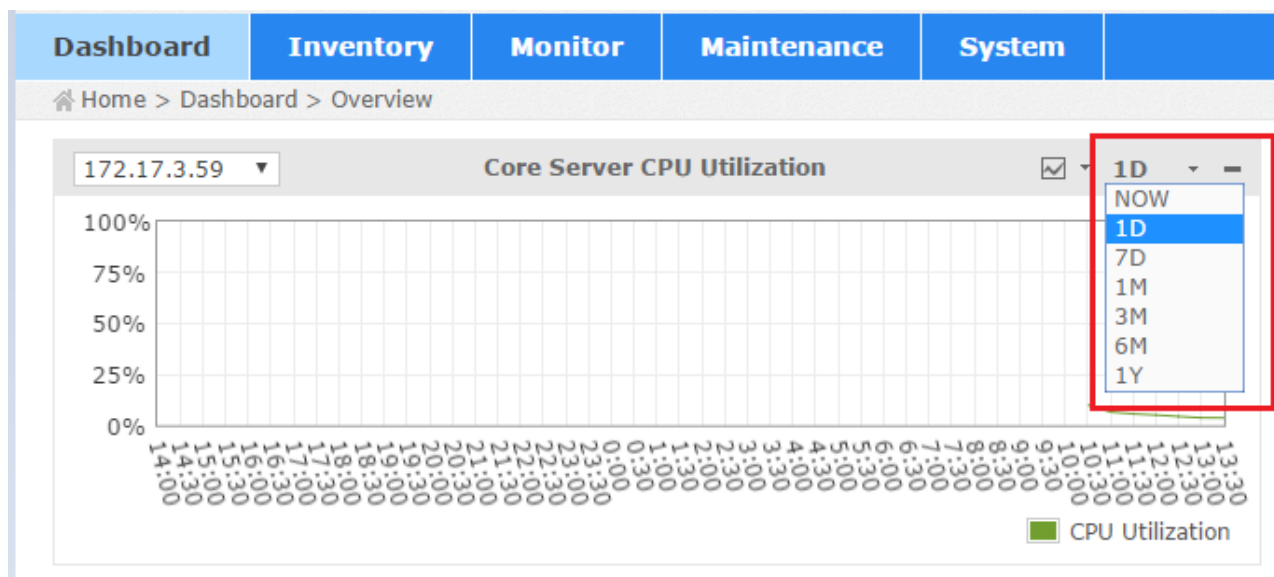 Dashboard Inventory Monitor Maintenance System
Home > Dashboard > Overview
172.17.3.59 Core Server CPU Utilization 1D
NOW
1D
7D
1M
3M
6M
1Y
100%
75%
50%
25%
0%
14:00 14:30 15:00 15:30 16:00 16:30 17:00 17:30 18:00 18:30 19:00 19:30 20:00 20:30 21:00 21:30 22:00 22:30 23:00 23:30 0:00 0:30 1:00 1:30 2:00 2:30 3:00 3:30 4:00 4:30 5:00 5:30 6:00 6:30 7:00 7:30 8:00 8:30 9:00 9:30 10:00 10:30 11:00 11:30 12:00 12:30 13:00 13:30
CPU Utilization